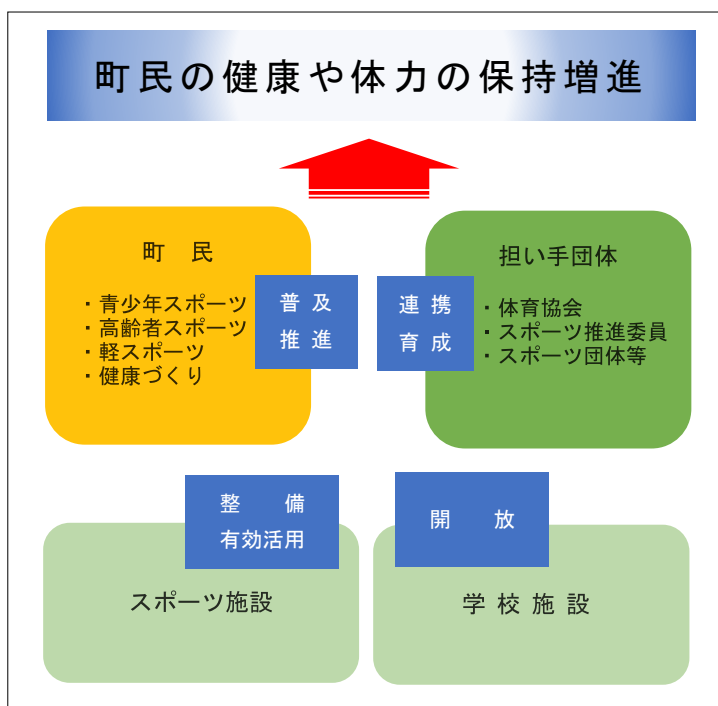 町民の健康や体力の保持増進
町　民
・青少年スポーツ
・高齢者スポーツ
・軽スポーツ
・健康づくり
普及
推進
連携
育成
担い手団体
・体育協会
・スポーツ推進委員
・スポーツ団体等
整　備
有効活用
スポーツ施設
開　放
学校施設